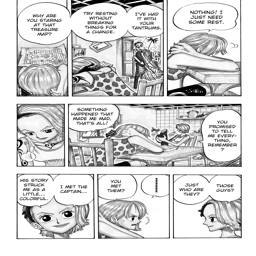 NOTHING! I
JUST NEED
SOME REST.
I'VE HAD
IT WITH
YOUR
TANTRUMS.
TRY RESTING
WITHOUT
BREAKING
THINGS
FOR A
CHANGE.
WHY ARE
YOU
STARING
AT THAT
TREASURE
MAP?
YOU
PROMISED
TO TELL
ME EVERY-
THING,
REMEMBER
?
SOMETHING
HAPPENED THAT
MADE ME MAD,
THAT'S ALL!
THOSE
GUYS?
JUST
WHO ARE
THEY?
YOU
MET
THEM?
I MET THE
CAPTAIN...
HIS STORY
STRUCK
ME AS A
LITTLE...
COLORFUL.